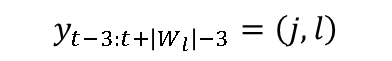 y_{t-3:t+|W_l|-3} = (j, l)